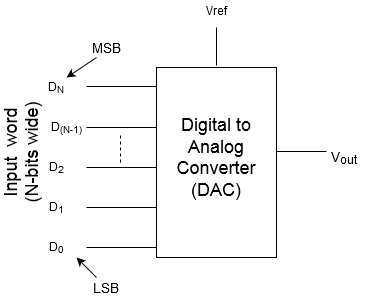 Vref
MSB
D_N
D_(N-1)
D_2
D_1
D_0
Input word
(N-bits wide)
Digital to
Analog
Converter
(DAC)
V_out
LSB